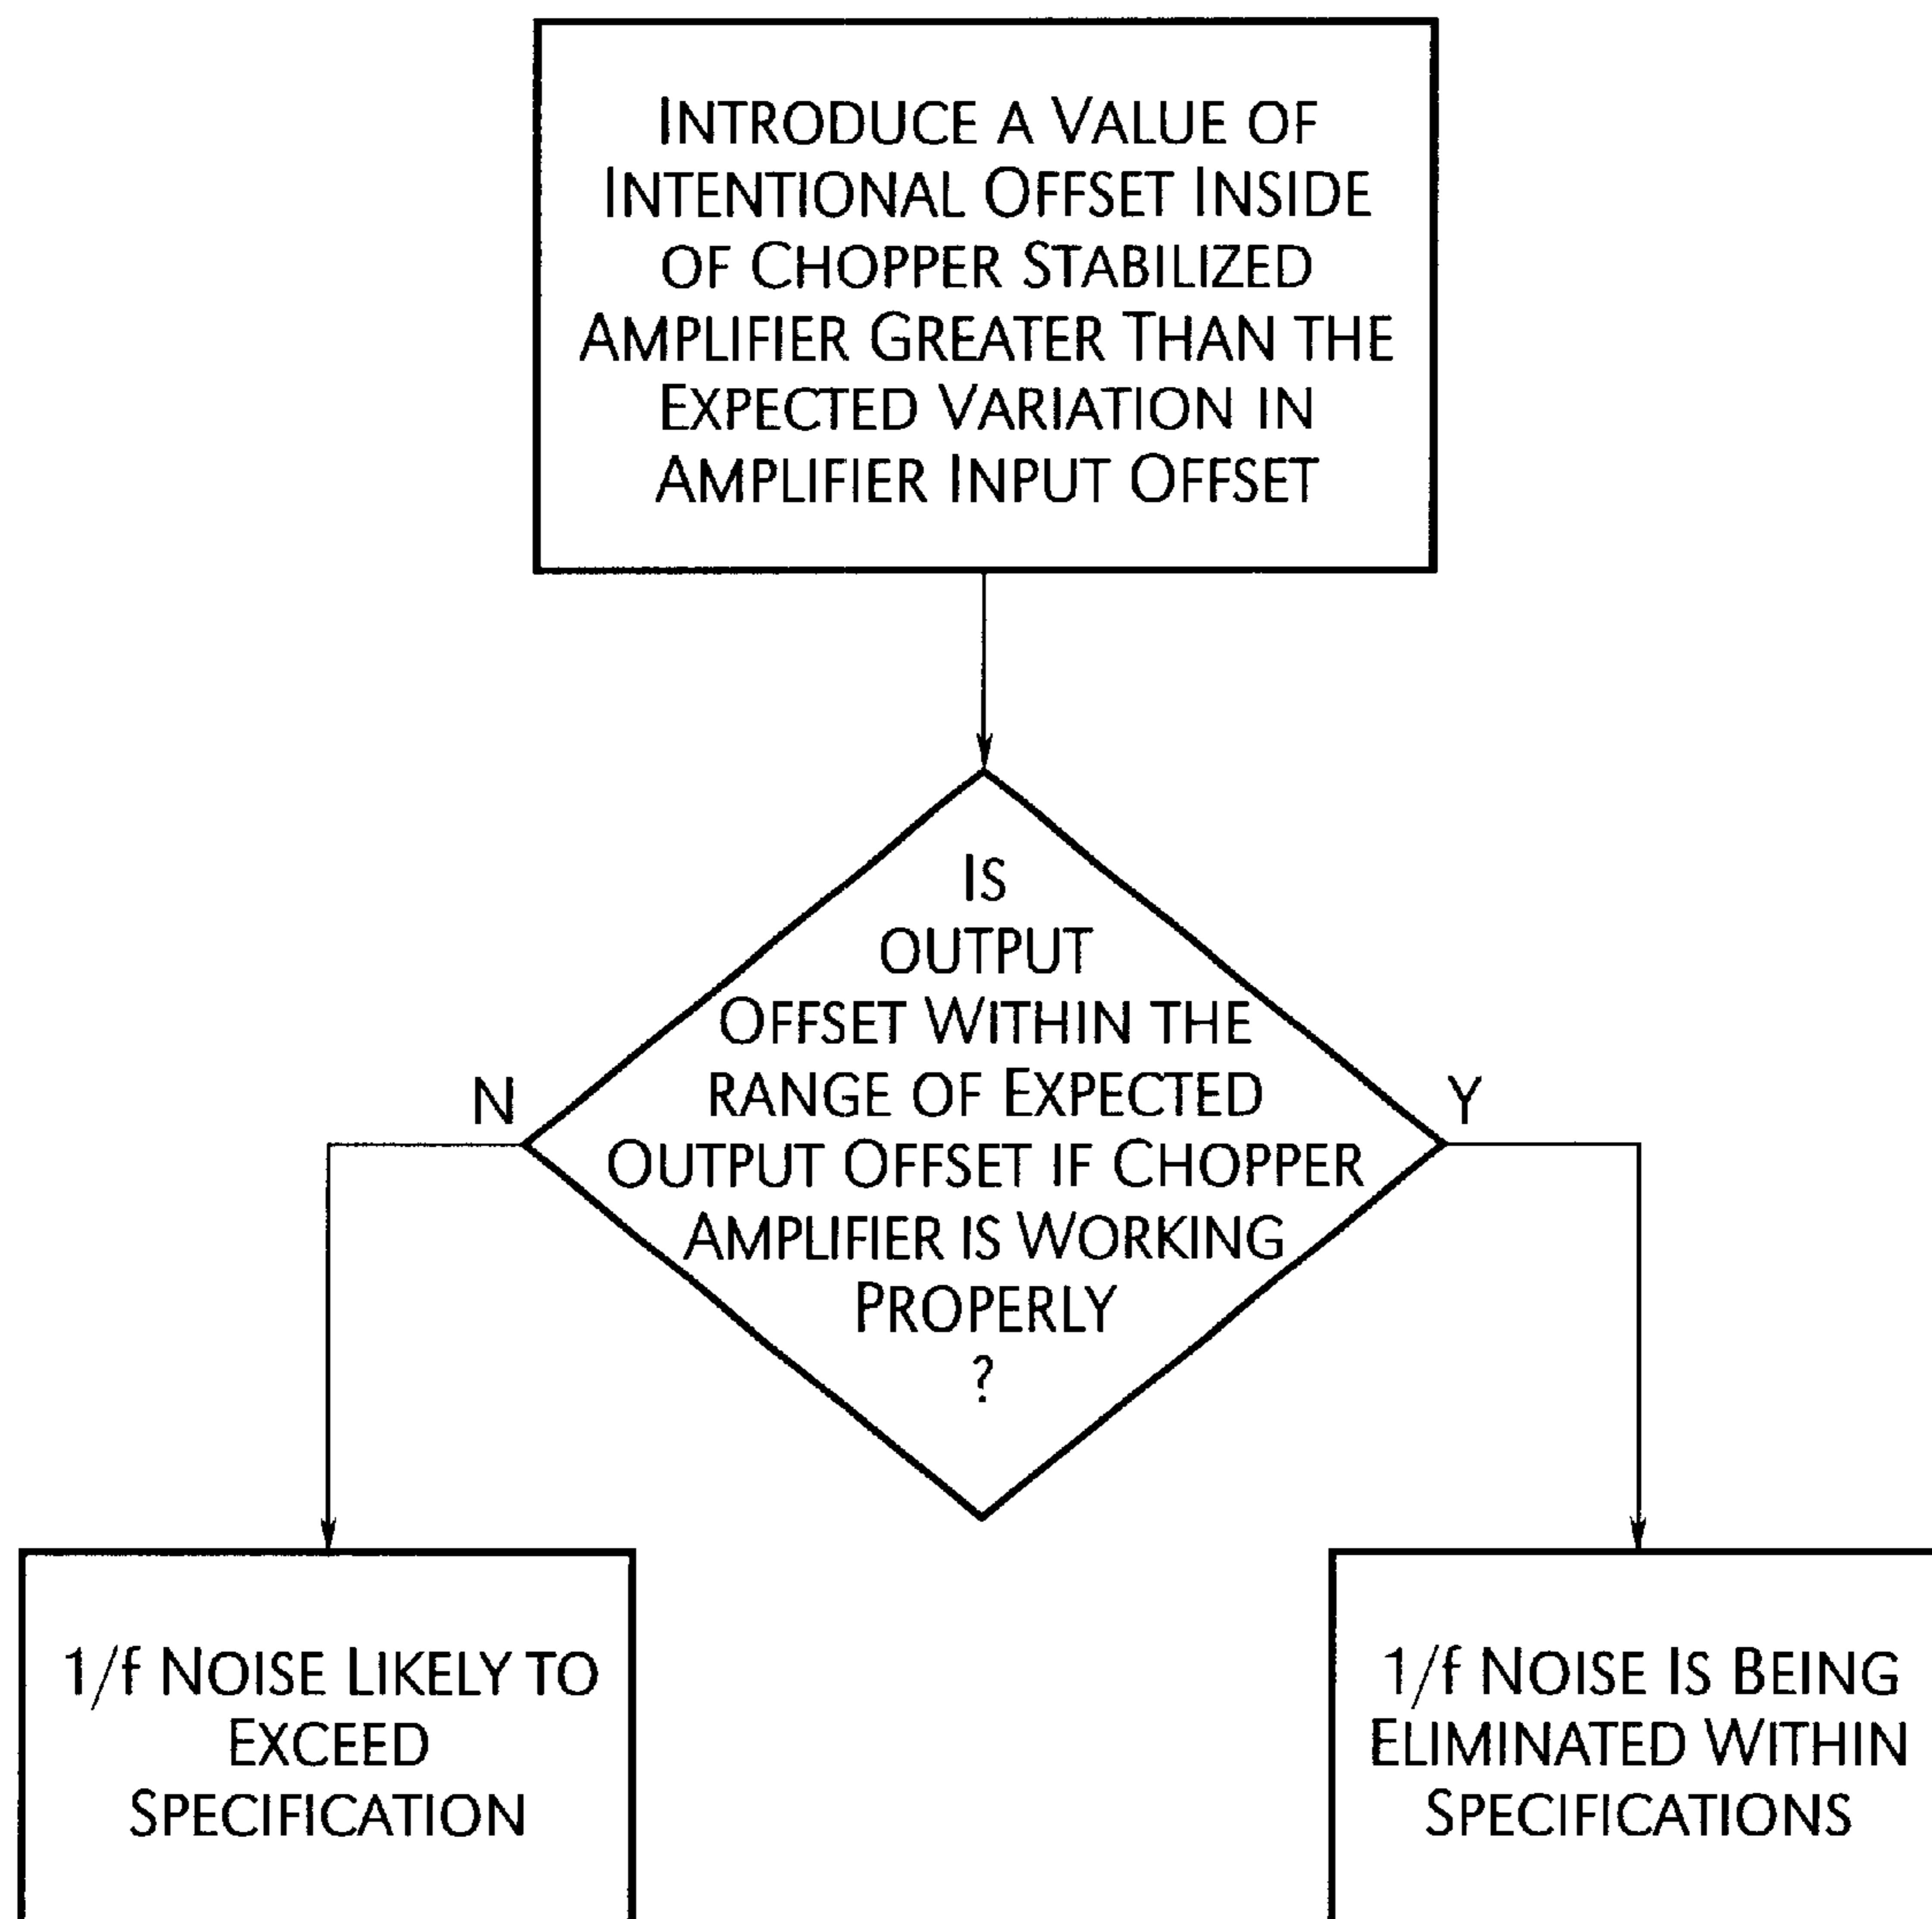 INTRODUCE A VALUE OF
INTENTIONAL OFFSET INSIDE
OF CHOPPER STABILIZED
AMPLIFIER GREATER THAN THE
EXPECTED VARIATION IN
AMPLIFIER INPUT OFFSET
IS
OUTPUT
OFFSET WITHIN THE
RANGE OF EXPECTED
OUTPUT OFFSET IF CHOPPER
AMPLIFIER IS WORKING
PROPERLY
?
N
Y
1/f NOISE LIKELY TO
EXCEED
SPECIFICATION
1/f NOISE IS BEING
ELIMINATED WITHIN
SPECIFICATIONS